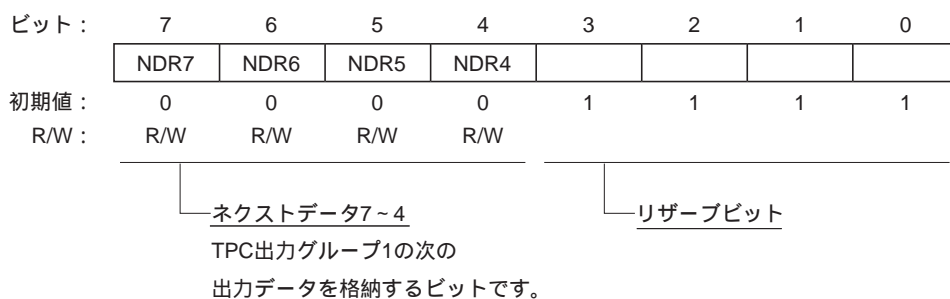 ビット： 7 6 5 4 3 2 1 0
NDR7 NDR6 NDR5 NDR4
初期値： 0 0 0 0 1 1 1 1
R/W： R/W R/W R/W R/W
ネクストデータ7～4 リザーブビット
TPC出力グループ1の次の
出力データを格納するビットです。